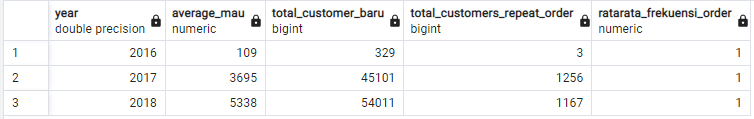 year average_mau total_customer_baru total_customers_repeat_order ratarata_frekuensi_order
double precision numeric bigint bigint numeric
1 2016 109 329 3 1
2 2017 3695 45101 1256 1
3 2018 5338 54011 1167 1